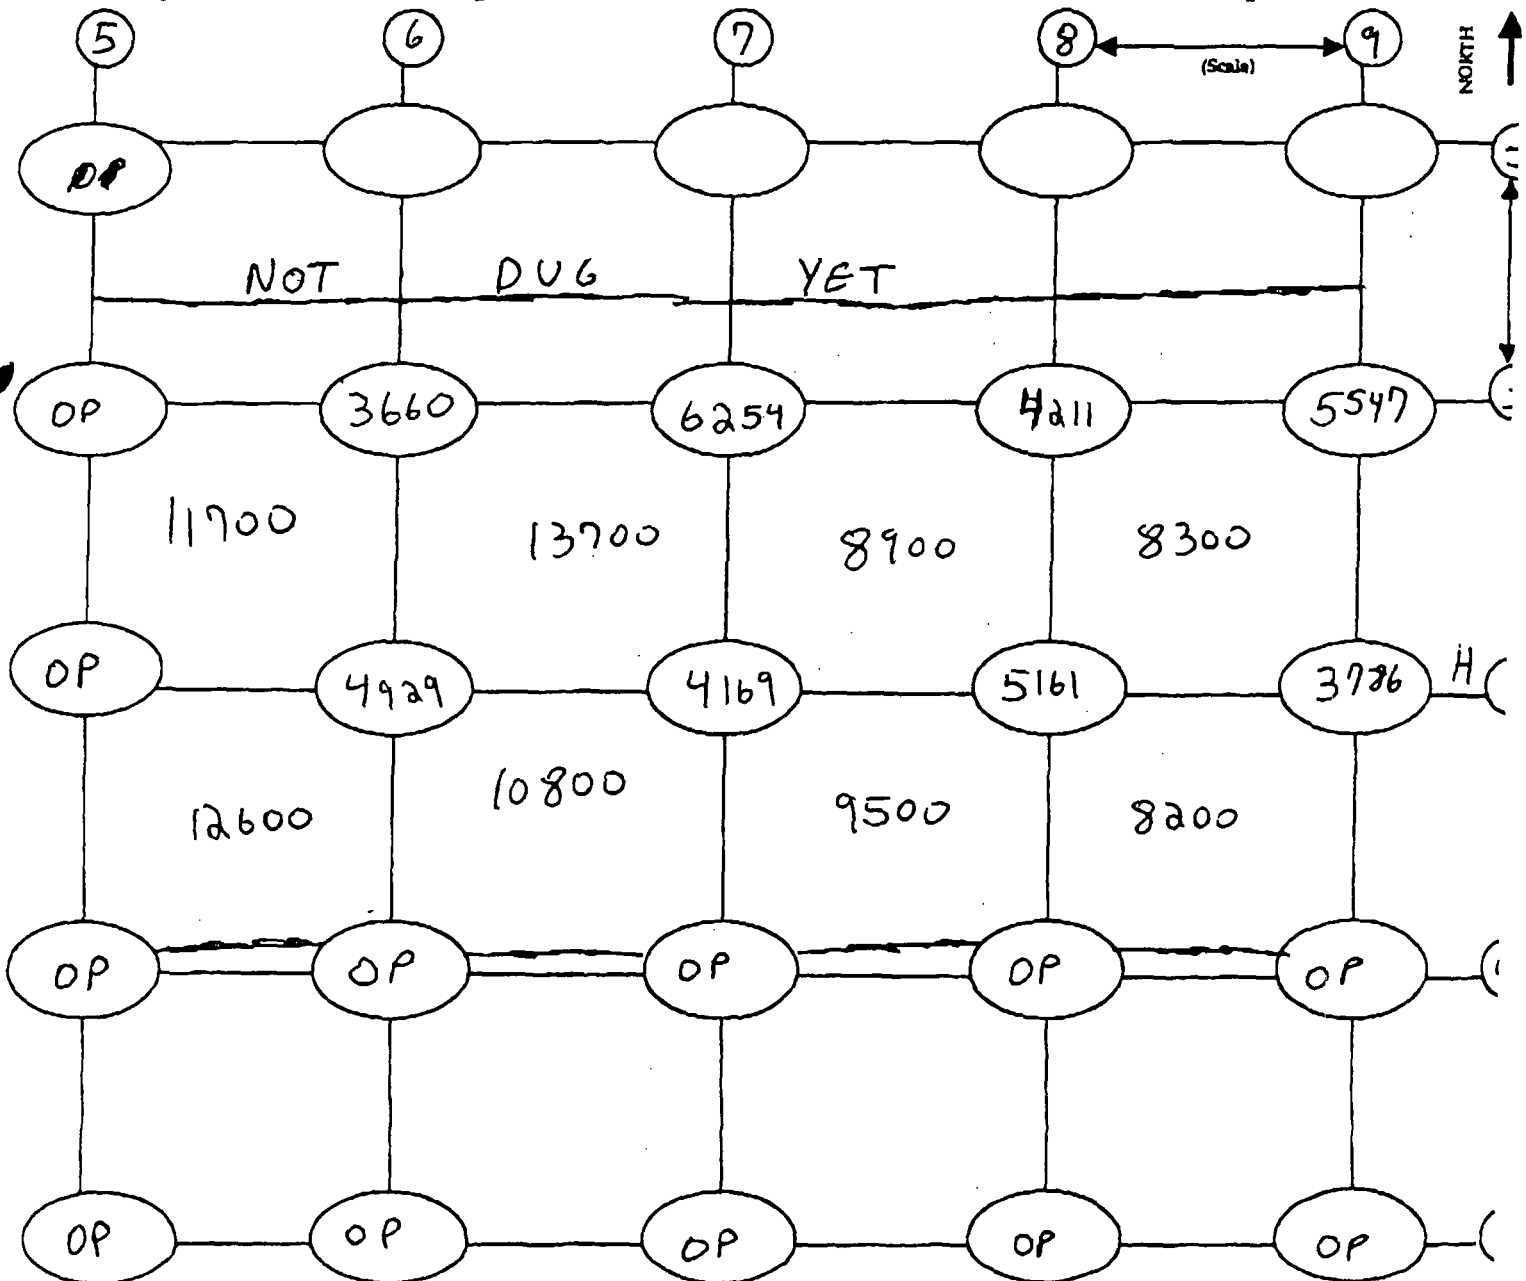 5 6 7 8 9
(Scale)
NORTH
OP
NOT DUG YET
OP 3660 6254 4211 5547
11700 13700 8900 8300
OP 4929 4169 5161 3786 H
12600 10800 9500 8200
OP OP OP OP OP
OP OP OP OP OP